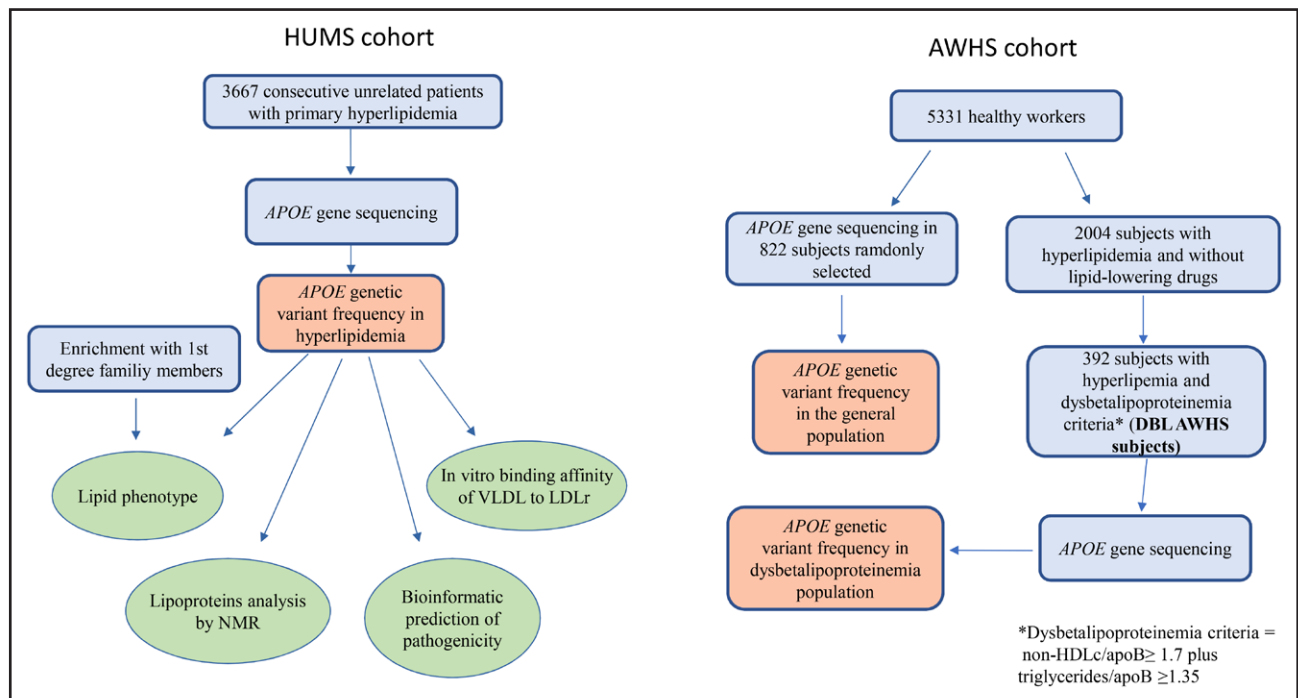 HUMS cohort
3667 consecutive unrelated patients
with primary hyperlipidemia
APOE gene sequencing
APOE genetic
variant frequency in
hyperlipidemia
Enrichment with 1st
degree familiy members
Lipid phenotype
In vitro binding affinity
of VLDL to LDLr
Lipoproteins analysis
by NMR
Bioinformatic
prediction of
pathogenicity
AWHS cohort
5331 healthy workers
APOE gene sequencing in
822 subjects ramdonly
selected
2004 subjects with
hyperlipidemia and without
lipid-lowering drugs
APOE genetic
variant frequency
in the general
population
392 subjects with
hyperlipemia and
dysbetalipoproteinemia
criteria* (DBL AWHS
subjects)
APOE genetic
variant frequency in
dysbetalipoproteinemia
population
APOE gene sequencing
*Dysbetalipoproteinemia criteria =
non-HDLc/apoB≥ 1.7 plus
triglycerides/apoB ≥1.35